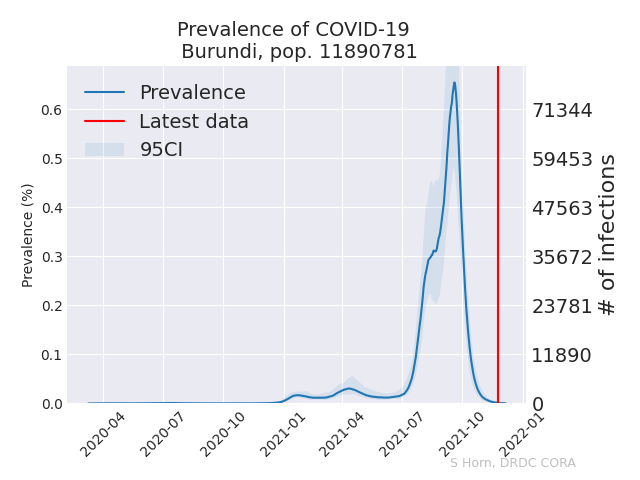 Prevalence of COVID-19
Burundi, pop. 11890781
Prevalence
Latest data
95CI
Prevalence (%)
0.6
0.5
0.4
0.3
0.2
0.1
0.0
71344
59453
47563
35672
23781
11890
0
# of infections
2020-04
2020-07
2020-10
2021-01
2021-04
2021-07
2021-10
2022-01
S Horn, DRDC CORA